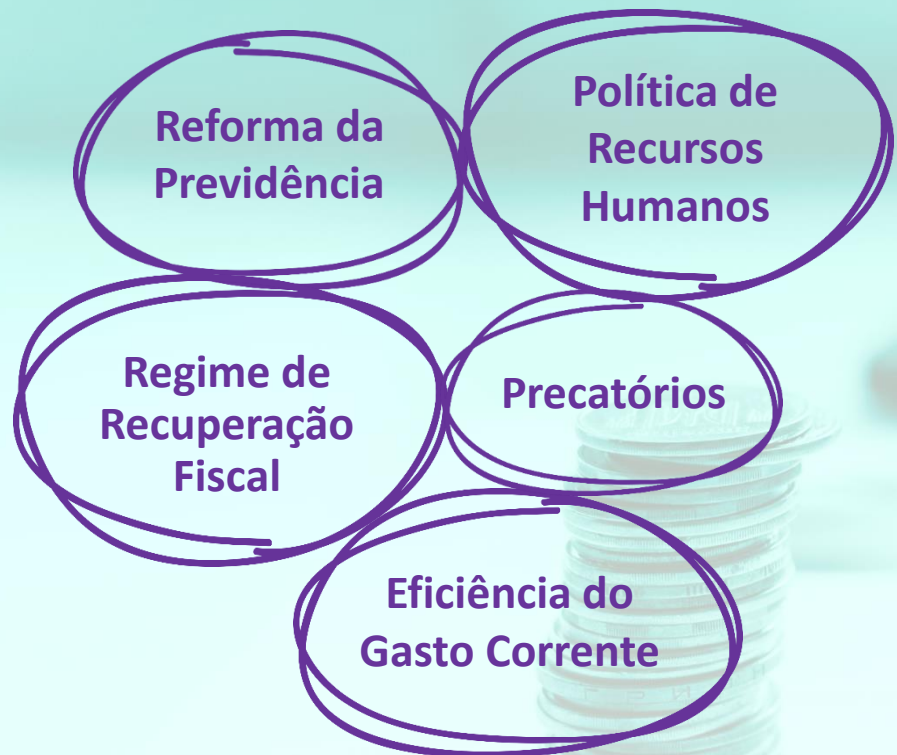 Reforma da
Previdência
Política de
Recursos
Humanos
Regime de
Recuperação
Fiscal
Precatórios
Eficiência do
Gasto Corrente